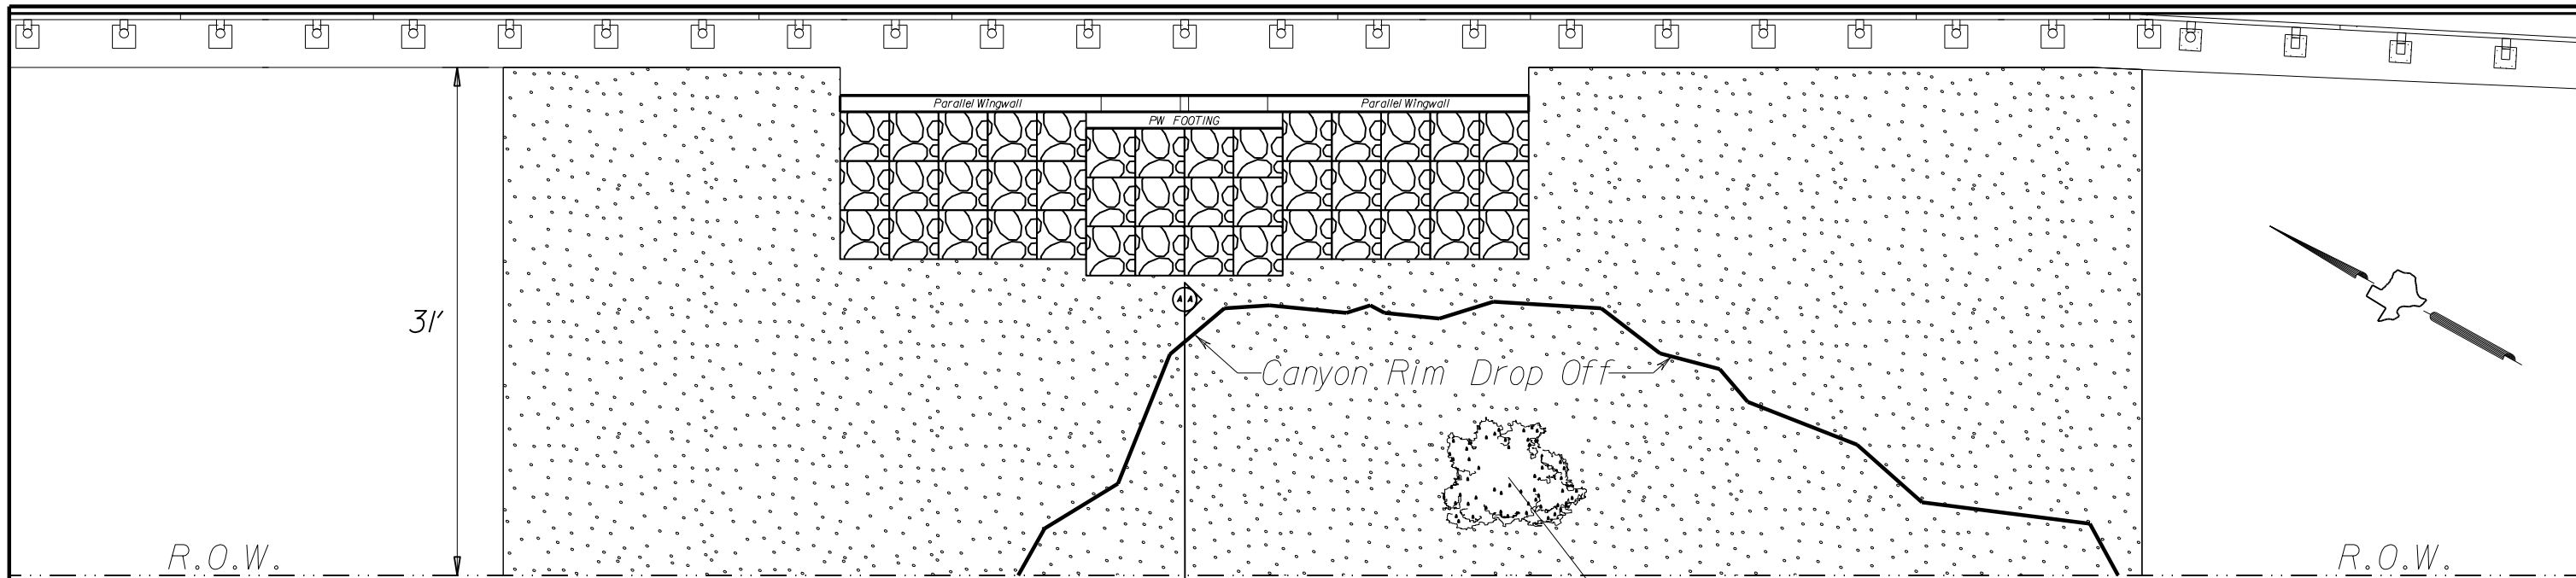 Parallel Wingwall
Parallel Wingwall
PW FOOTING
A A
31'
Canyon Rim Drop Off
R.O.W.
R.O.W.